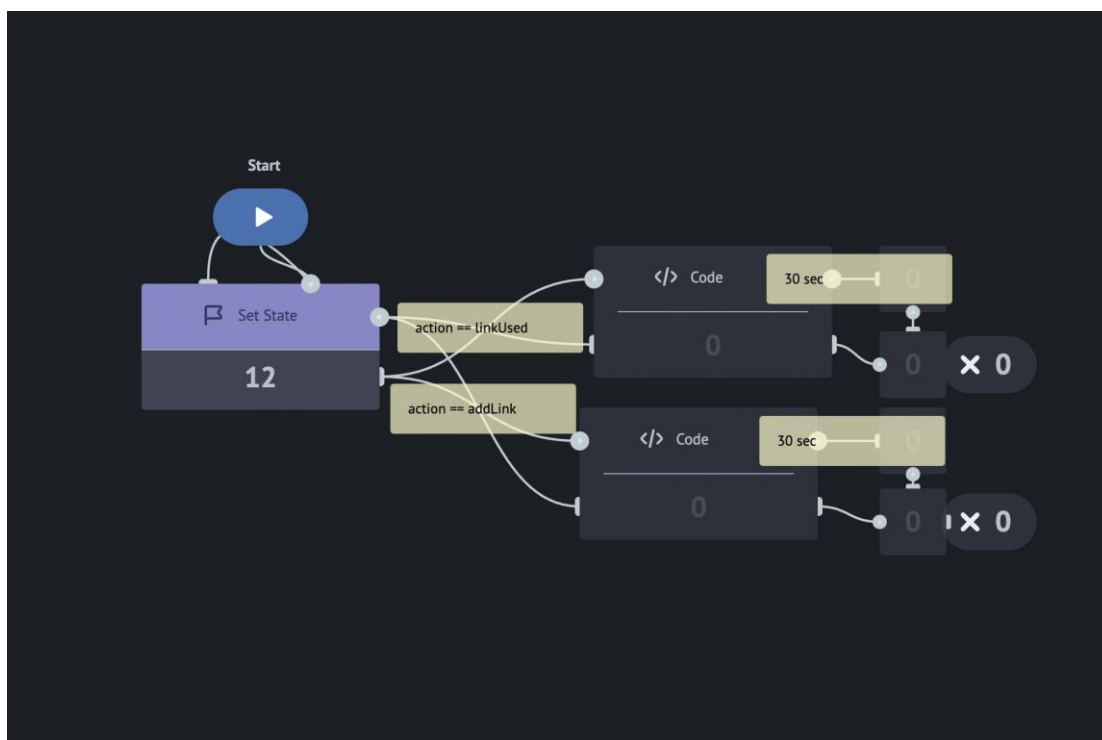 Start
Set State
12
action == linkUsed
action == addLink
</> Code
0
30 sec
0
0
× 0
</> Code
0
30 sec
0
0
× 0